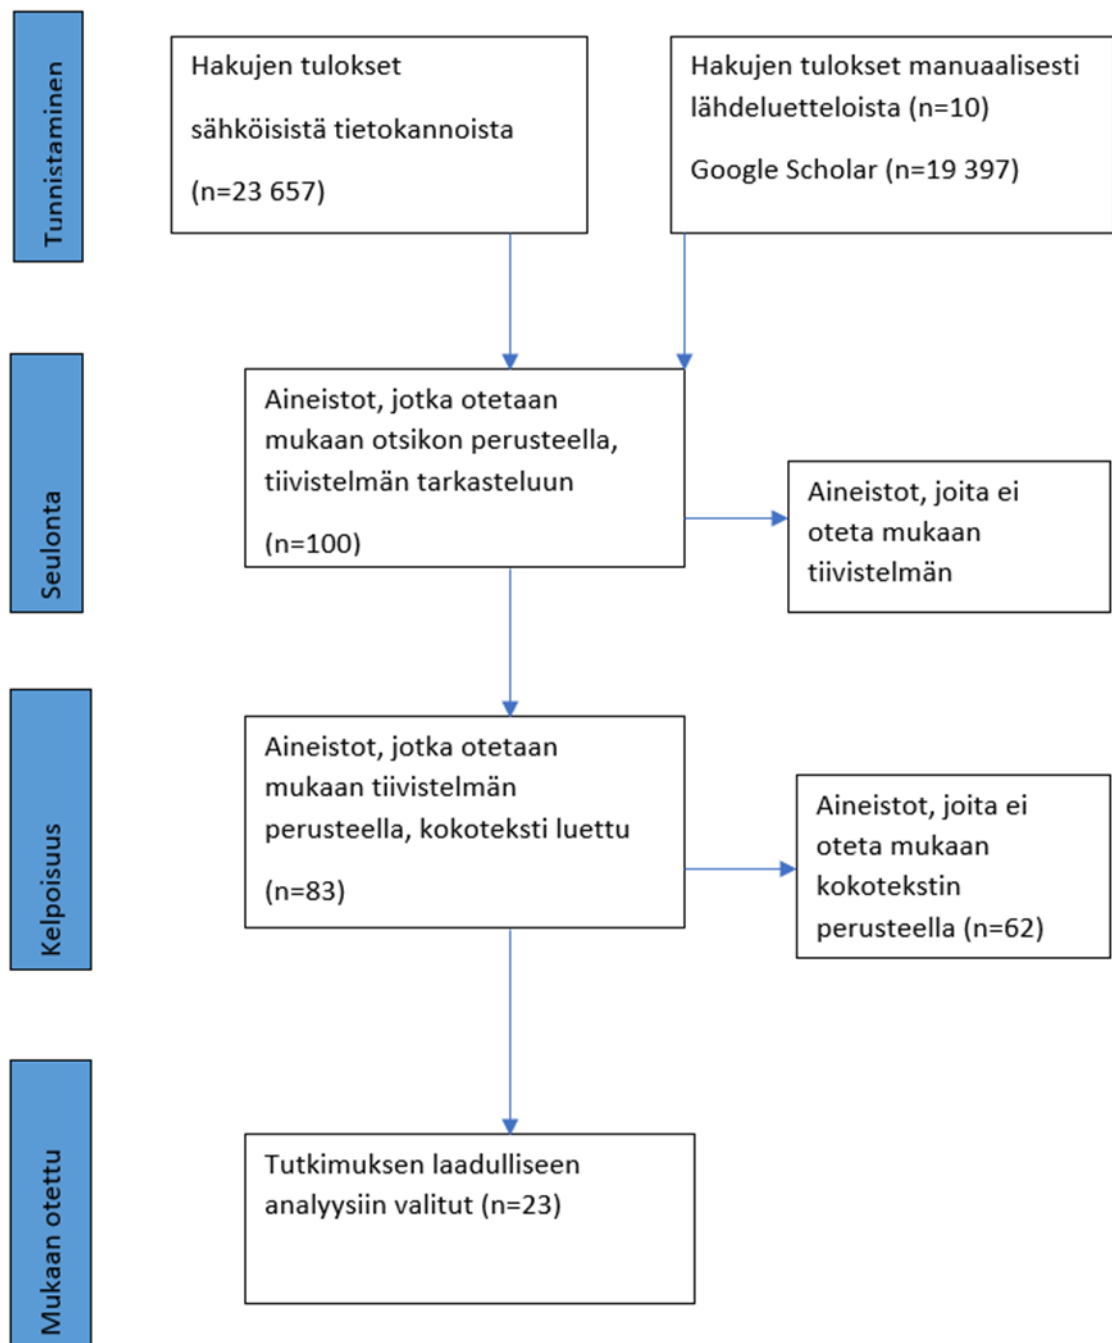 Tunnistaminen
Hakujen tulokset
sähköisistä tietokannoista
(n=23 657)
Hakujen tulokset manuaalisesti
lähdeluetteloista (n=10)
Google Scholar (n=19 397)
Seulonta
Aineistot, jotka otetaan
mukaan otsikon perusteella,
tiivistelmän tarkasteluun
(n=100)
Aineistot, joita ei
oteta mukaan
tiivistelmän
Kelpoisuus
Aineistot, jotka otetaan
mukaan tiivistelmän
perusteella, kokoteksti luettu
(n=83)
Aineistot, joita ei
oteta mukaan
kokotekstin
perusteella (n=62)
Mukaan otettu
Tutkimuksen laadulliseen
analyysiin valitut (n=23)